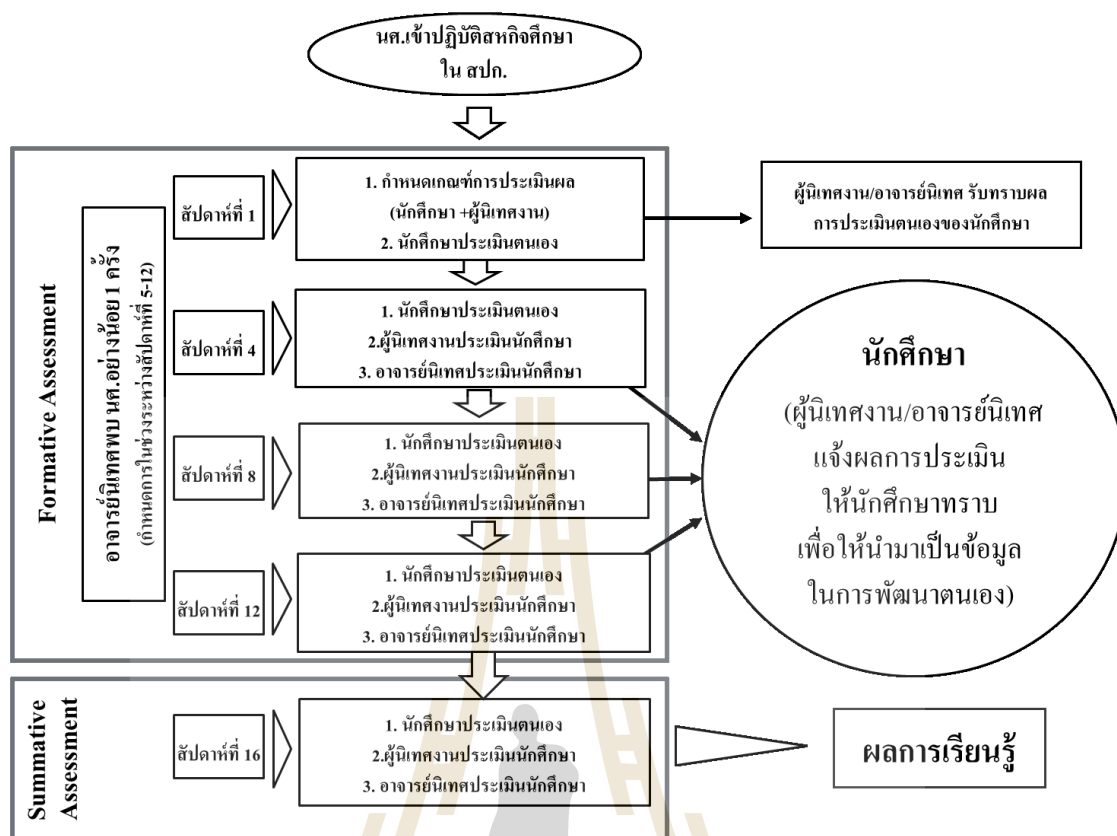 นศ.เข้าปฏิบัติสหกิจศึกษา
ใน สปก.
Formative Assessment
อาจารย์นิเทศพบ นศ.อย่างน้อย 1 ครั้ง
(กำหนดการในช่วงระหว่างสัปดาห์ที่ 5-12)
สัปดาห์ที่ 1
1. กำหนดเกณฑ์การประเมินผล
(นักศึกษา +ผู้นิเทศงาน)
2. นักศึกษาประเมินตนเอง
ผู้นิเทศงาน/อาจารย์นิเทศ รับทราบผล
การประเมินตนเองของนักศึกษา
สัปดาห์ที่ 4
1. นักศึกษาประเมินตนเอง
2.ผู้นิเทศงานประเมินนักศึกษา
3. อาจารย์นิเทศประเมินนักศึกษา
สัปดาห์ที่ 8
1. นักศึกษาประเมินตนเอง
2.ผู้นิเทศงานประเมินนักศึกษา
3. อาจารย์นิเทศประเมินนักศึกษา
สัปดาห์ที่ 12
1. นักศึกษาประเมินตนเอง
2.ผู้นิเทศงานประเมินนักศึกษา
3. อาจารย์นิเทศประเมินนักศึกษา
นักศึกษา
(ผู้นิเทศงาน/อาจารย์นิเทศ
แจ้งผลการประเมิน
ให้นักศึกษาทราบ
เพื่อให้นำมาเป็นข้อมูล
ในการพัฒนาตนเอง)
Summative
Assessment
สัปดาห์ที่ 16
1. นักศึกษาประเมินตนเอง
2.ผู้นิเทศงานประเมินนักศึกษา
3. อาจารย์นิเทศประเมินนักศึกษา
ผลการเรียนรู้